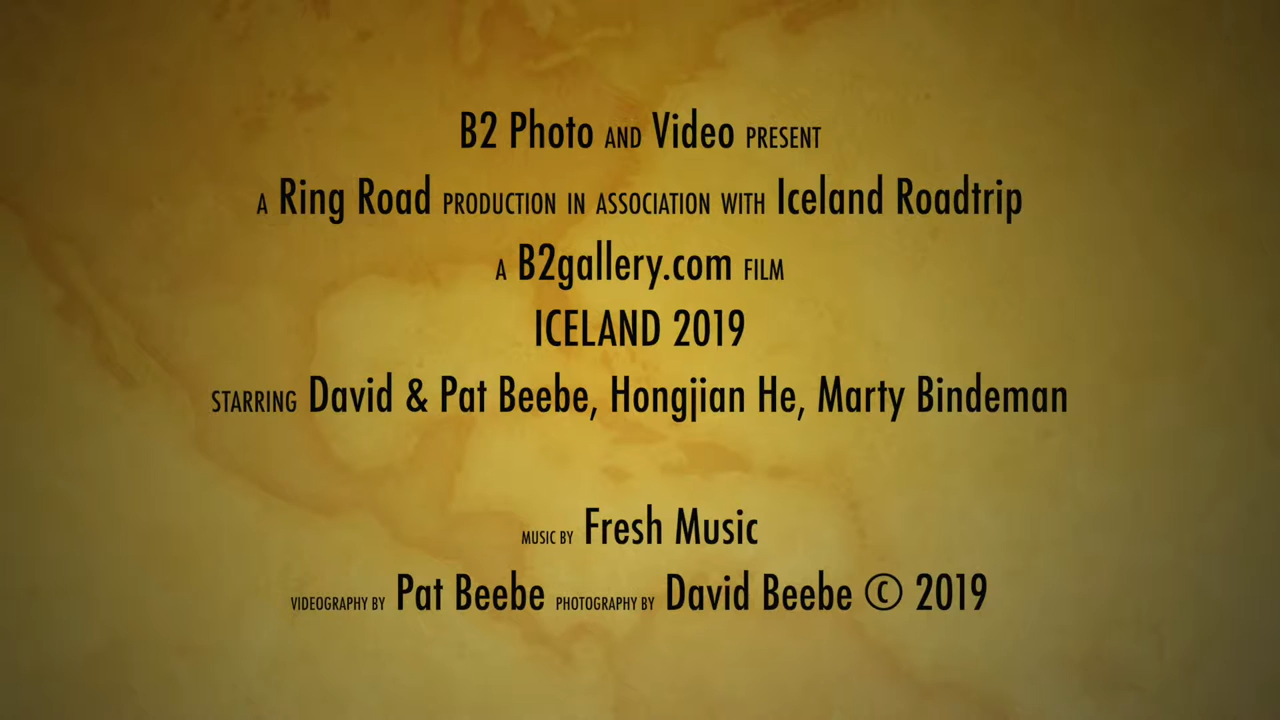 B2 Photo AND Video PRESENT
A Ring Road PRODUCTION IN ASSOCIATION WITH Iceland Roadtrip
A B2gallery.com FILM
ICELAND 2019
STARRING David & Pat Beebe, Hongjian He, Marty Bindeman
MUSIC BY Fresh Music
VIDEOGRAPHY BY Pat Beebe PHOTOGRAPHY BY David Beebe © 2019